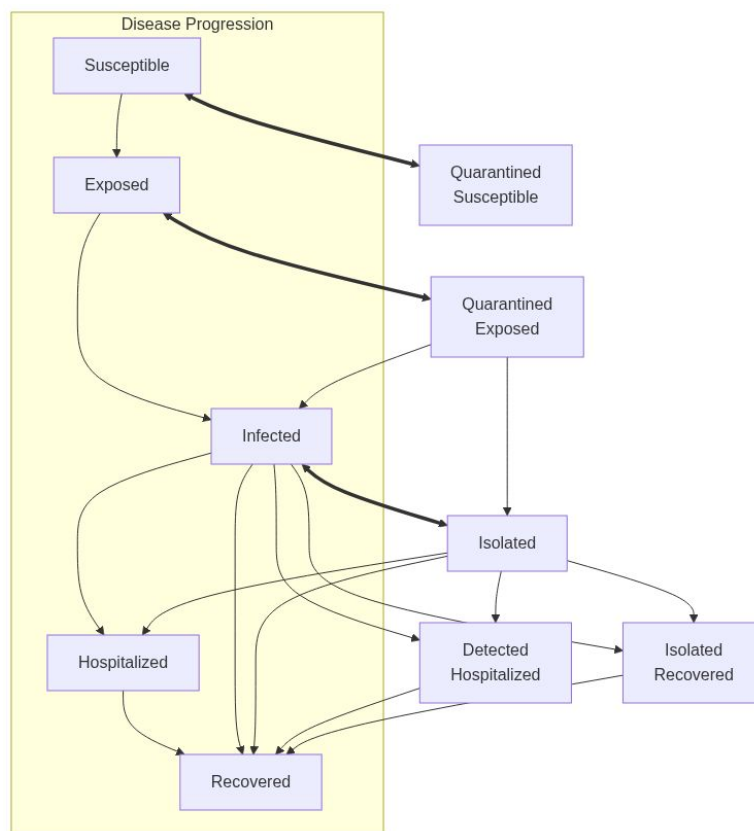 Disease Progression
Susceptible
Quarantined
Susceptible
Exposed
Quarantined
Exposed
Infected
Isolated
Hospitalized
Detected
Hospitalized
Isolated
Recovered
Recovered